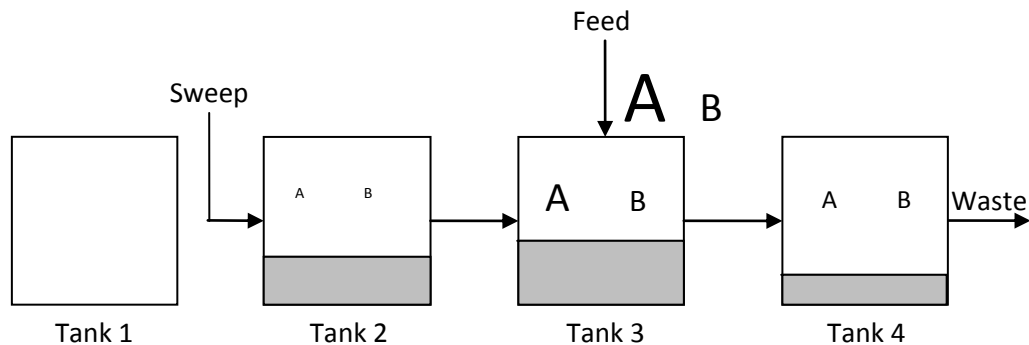 Feed
Sweep
A B
A B
A B
A B
Waste
Tank 1
Tank 2
Tank 3
Tank 4